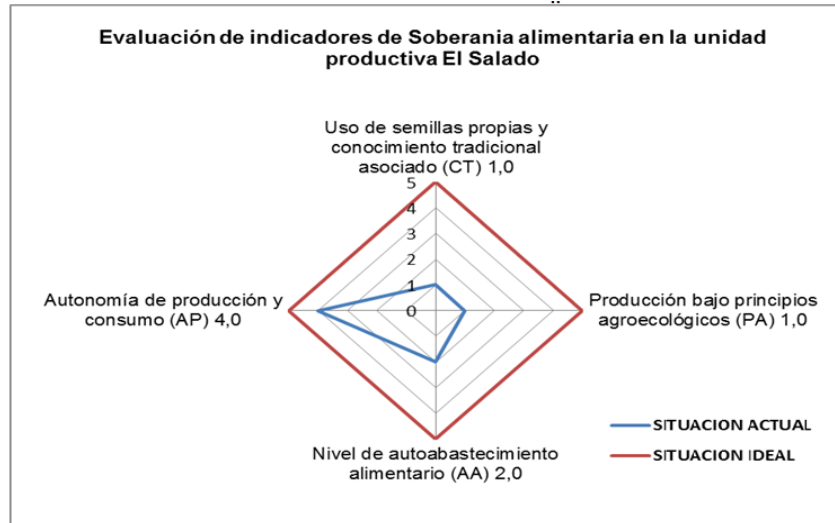 Evaluación de indicadores de Soberania alimentaria en la unidad
productiva El Salado
Uso de semillas propias y
conocimiento tradicional
asociado (CT) 1,0
5
4
3
2
1
0
Autonomía de producción y
consumo (AP) 4,0
Producción bajo principios
agroecológicos (PA) 1,0
Nivel de autoabastecimiento
alimentario (AA) 2,0
SITUACION ACTUAL
SITUACION IDEAL